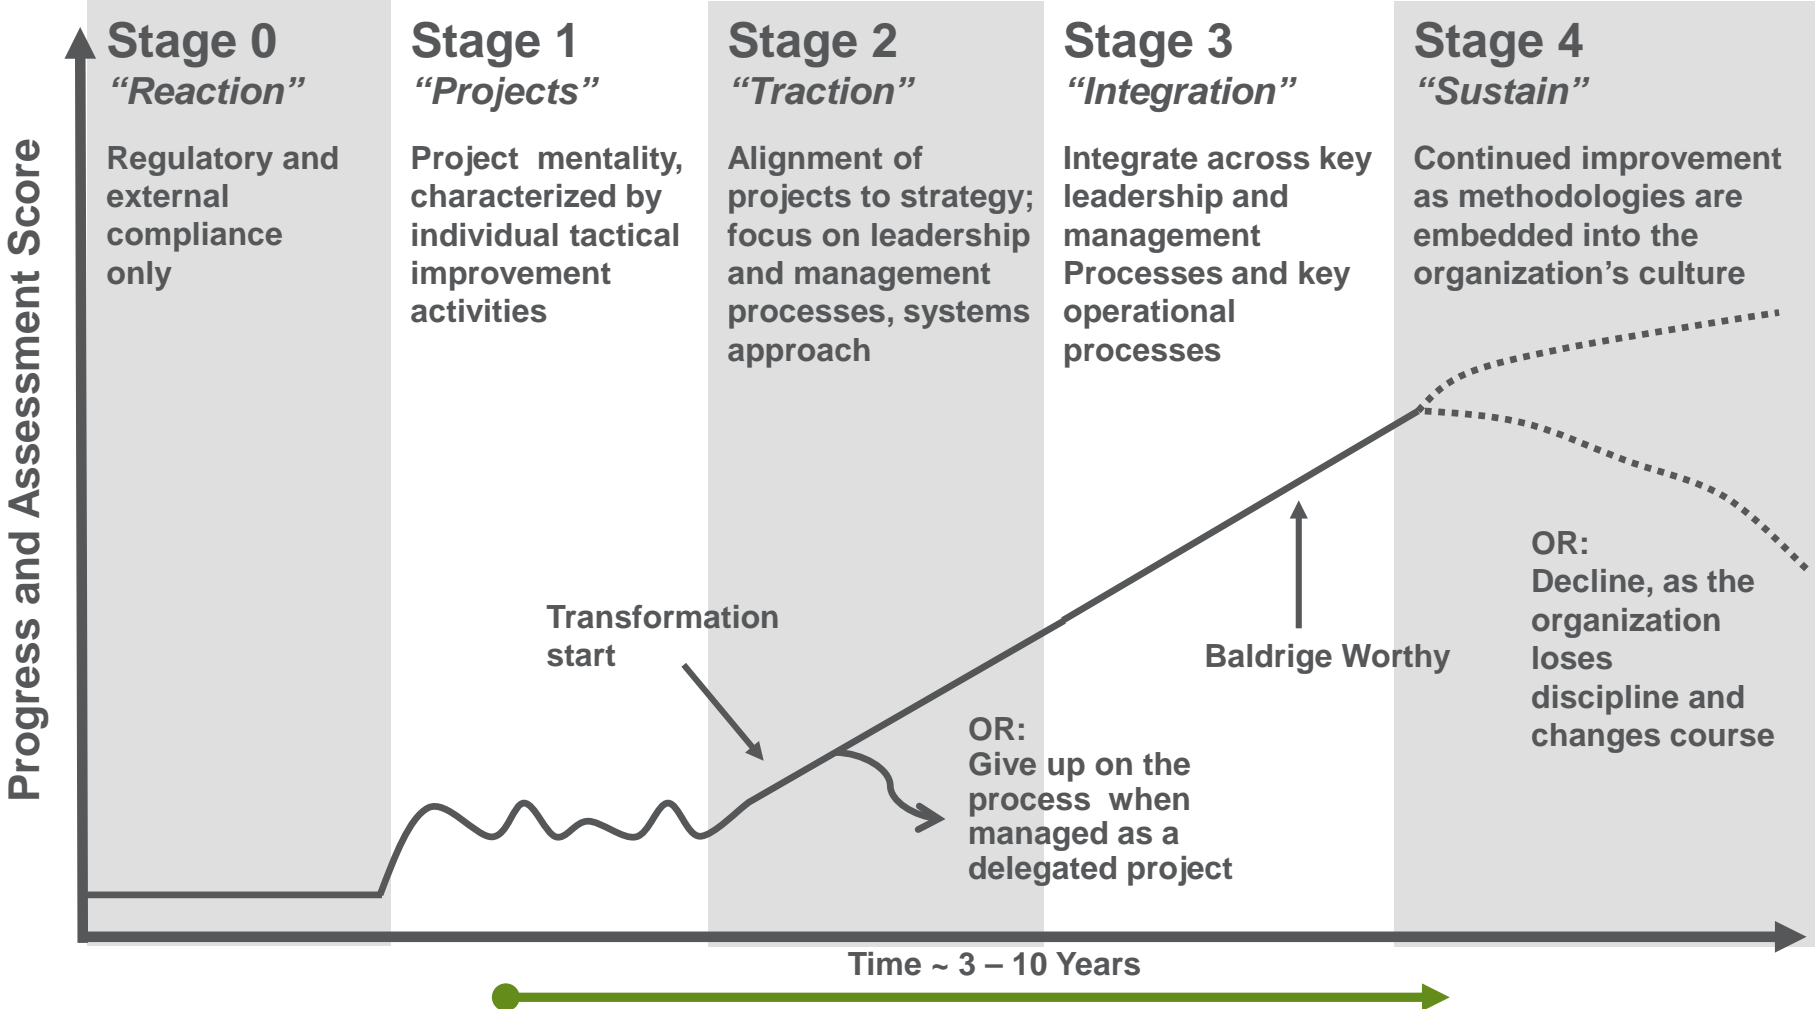 Stage 0
“Reaction”
Regulatory and
external
compliance
only
Stage 1
“Projects”
Project  mentality,
characterized by
individual tactical
improvement
activities
Stage 2
“Traction”
Alignment of
projects to strategy;
focus on leadership
and management
processes, systems
approach
Stage 3
“Integration”
Integrate across key
leadership and
management
Processes and key
operational
processes
Stage 4
“Sustain”
Continued improvement
as methodologies are
embedded into the
organization’s culture
Progress and Assessment Score
Transformation
start
OR:
Give up on the
process  when
managed as a
delegated project
Baldrige Worthy
OR:
Decline, as the
organization
loses
discipline and
changes course
Time ~ 3 – 10 Years